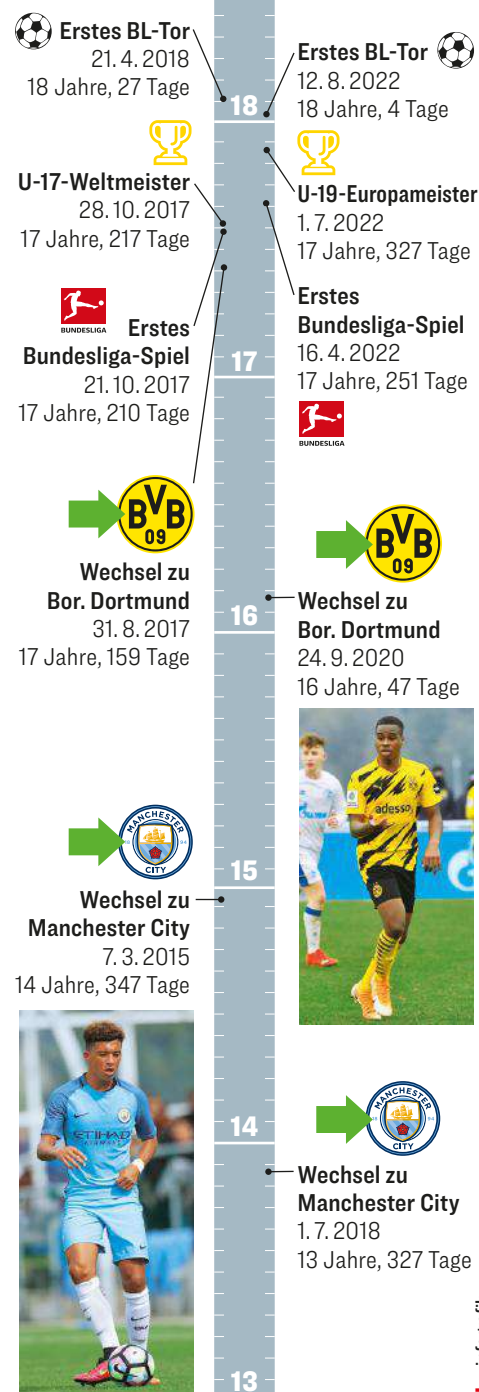 Erstes BL-Tor
21.4.2018
18 Jahre, 27 Tage
Erstes BL-Tor
12.8.2022
18 Jahre, 4 Tage
18
U-17-Weltmeister
28.10.2017
17 Jahre, 217 Tage
U-19-Europameister
1.7.2022
17 Jahre, 327 Tage
BUNDESLIGA
Erstes
Bundesliga-Spiel
21.10.2017
17 Jahre, 210 Tage
Erstes
Bundesliga-Spiel
16.4.2022
17 Jahre, 251 Tage
BUNDESLIGA
17
BVB
09
Wechsel zu
Bor. Dortmund
31.8.2017
17 Jahre, 159 Tage
BVB
09
Wechsel zu
Bor. Dortmund
24.9.2020
16 Jahre, 47 Tage
16
adesso
MANCHESTER
CITY
15
Wechsel zu
Manchester City
7.3.2015
14 Jahre, 347 Tage
ETIHAD
AIRWAYS
14
MANCHESTER
CITY
Wechsel zu
Manchester City
1.7.2018
13 Jahre, 327 Tage
13